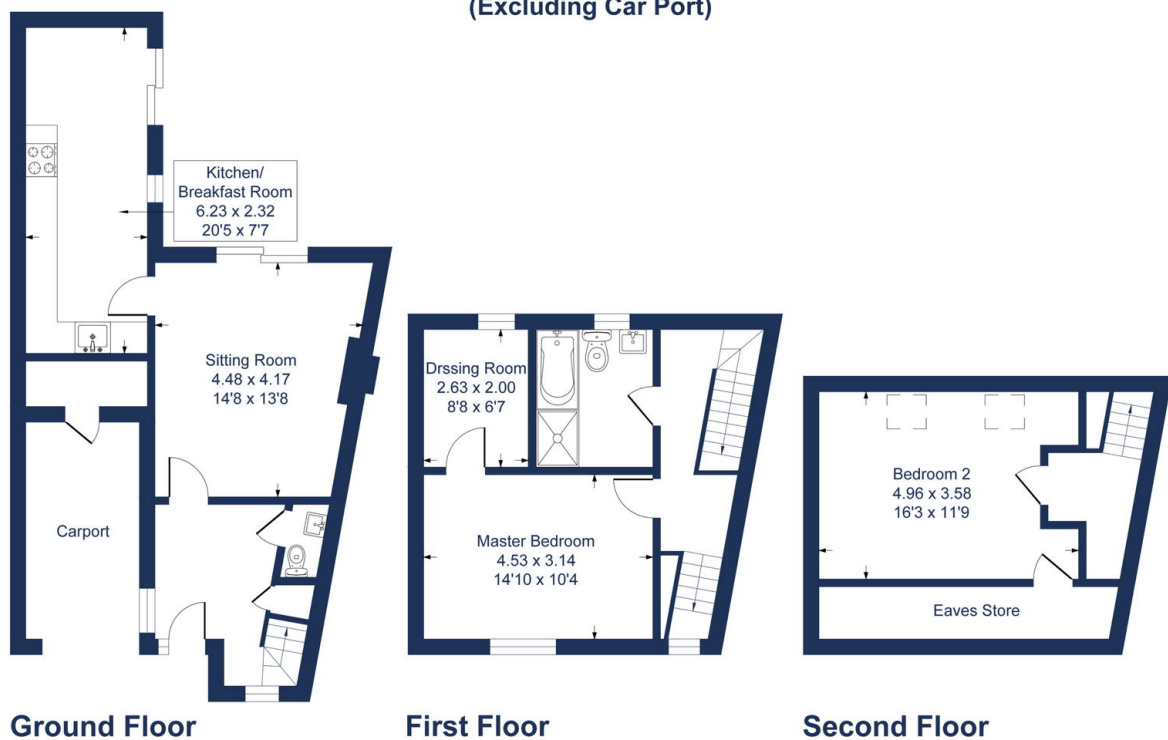 (Excluding Car Port)
Kitchen/
Breakfast Room
6.23 x 2.32
20'5 x 7'7
Sitting Room
4.48 x 4.17
14'8 x 13'8
Carport
Ground Floor
Drssing Room
2.63 x 2.00
8'8 x 6'7
Master Bedroom
4.53 x 3.14
14'10 x 10'4
First Floor
Bedroom 2
4.96 x 3.58
16'3 x 11'9
Eaves Store
Second Floor